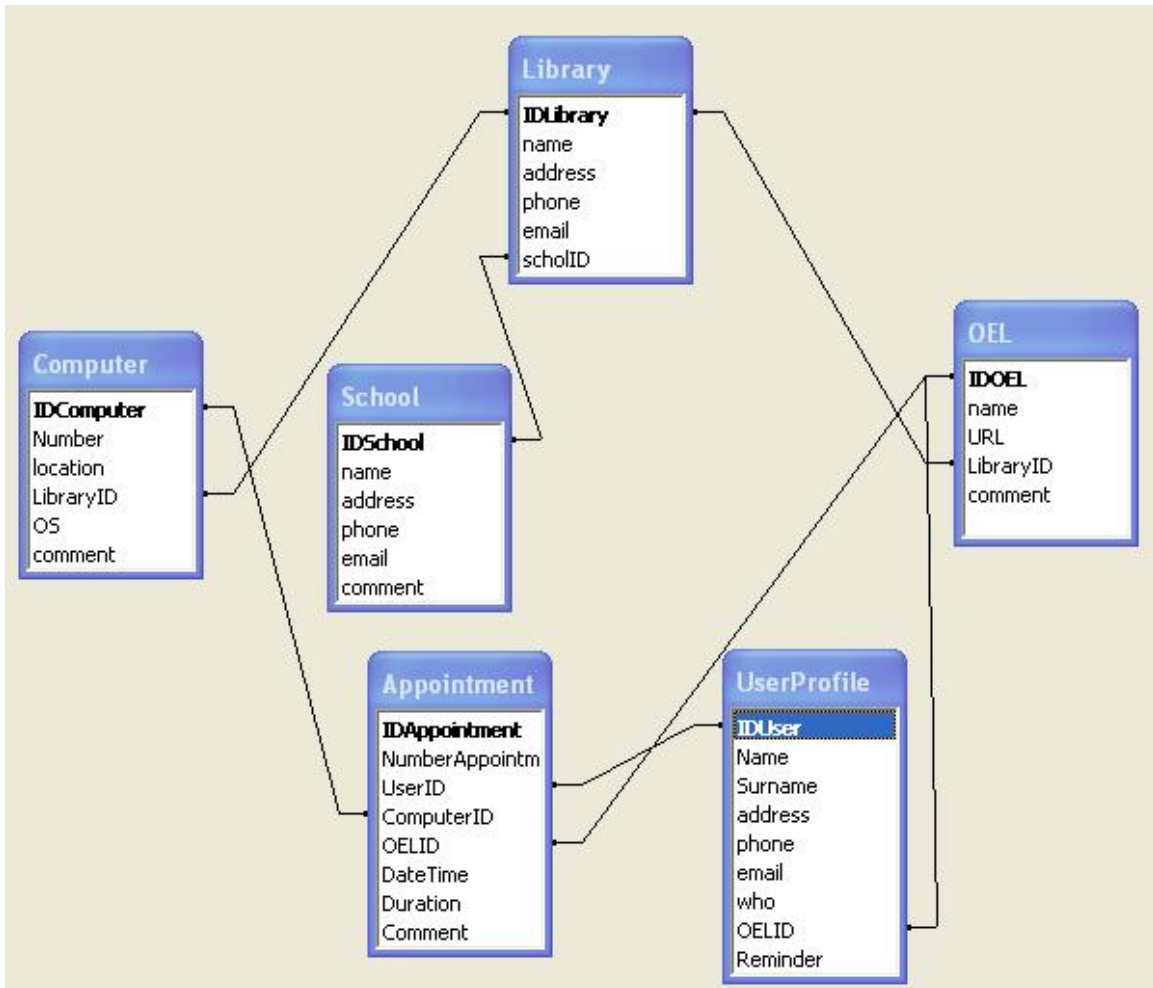 Library
IDLibrary
name
address
phone
email
scholID
Computer
IDComputer
Number
location
LibraryID
OS
comment
School
IDSchool
name
address
phone
email
comment
OEL
IDOEL
name
URL
LibraryID
comment
Appointment
IDAppointment
NumberAppointm
UserID
ComputerID
OELID
DateTime
Duration
Comment
UserProfile
IDUser
Name
Surname
address
phone
email
who
OELID
Reminder